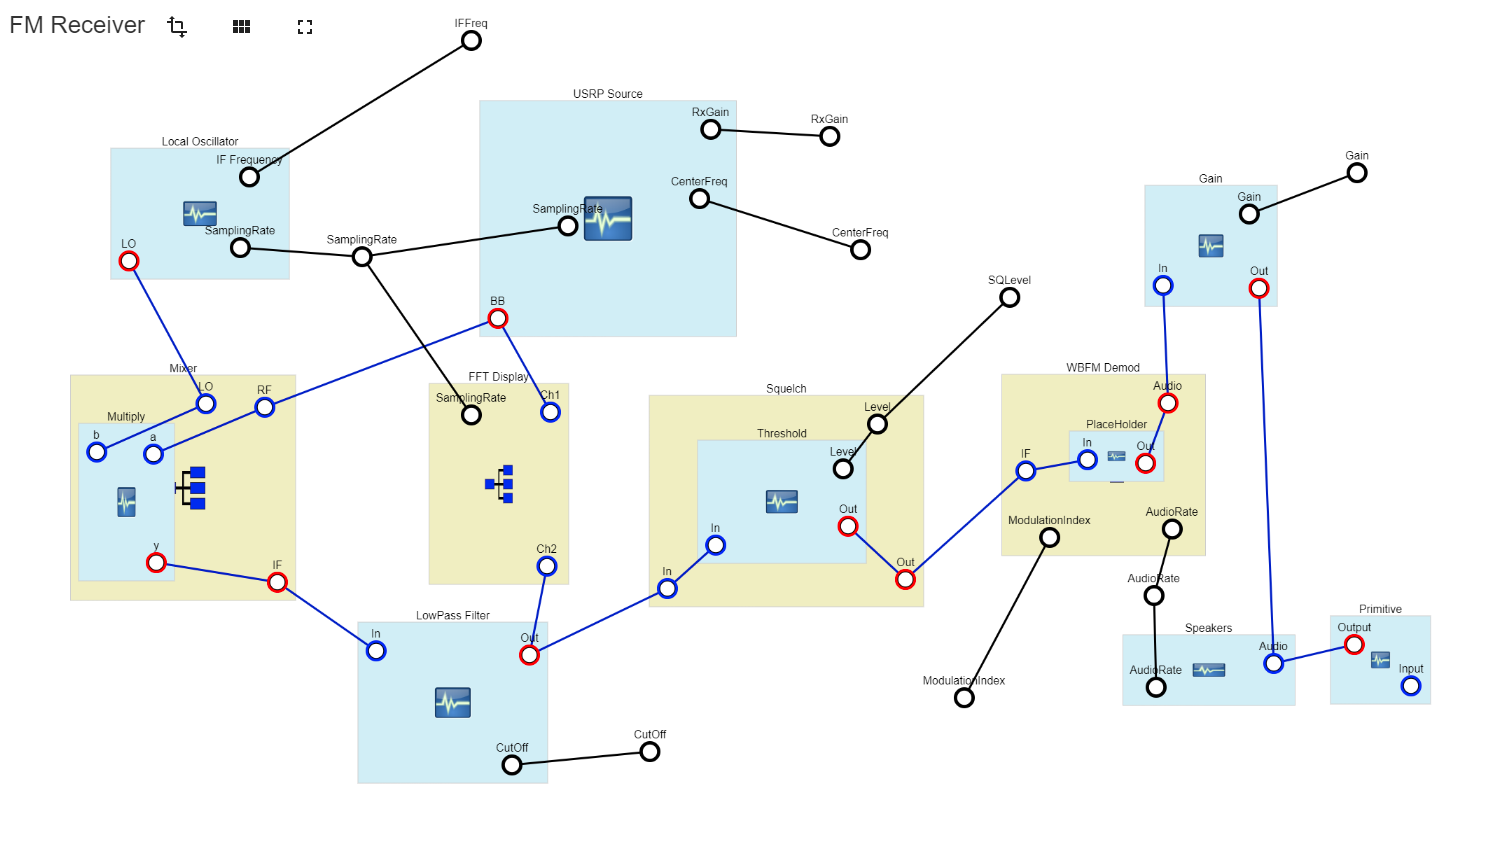 FM Receiver
IFFreq
USRP Source
RxGain
RxGain
CenterFreq
SamplingRate
CenterFreq
BB
Local Oscillator
IF Frequency
SamplingRate
LO
SamplingRate
Gain
Gain
Gain
In
Out
SQLevel
Mixer
LO
RF
Multiply
b
a
y
IF
FFT Display
SamplingRate
Ch1
Ch2
Squelch
Level
Threshold
Level
Out
In
In
Out
WBFM Demod
Audio
PlaceHolder
In
Out
IF
ModulationIndex
AudioRate
AudioRate
ModulationIndex
LowPass Filter
In
Out
CutOff
CutOff
Speakers
Audio
AudioRate
Primitive
Output
Input